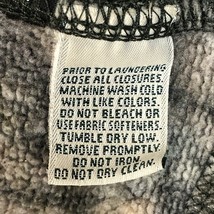 PRIOR TO LAUNDERING
CLOSE ALL CLOSURES.
MACHINE WASH COLD
WITH LIKE COLORS.
DO NOT BLEACH OR
USE FABRIC SOFTENERS.
TUMBLE DRY LOW.
REMOVE PROMPTLY.
DO NOT IRON
DO NOT DRY CLEAN.